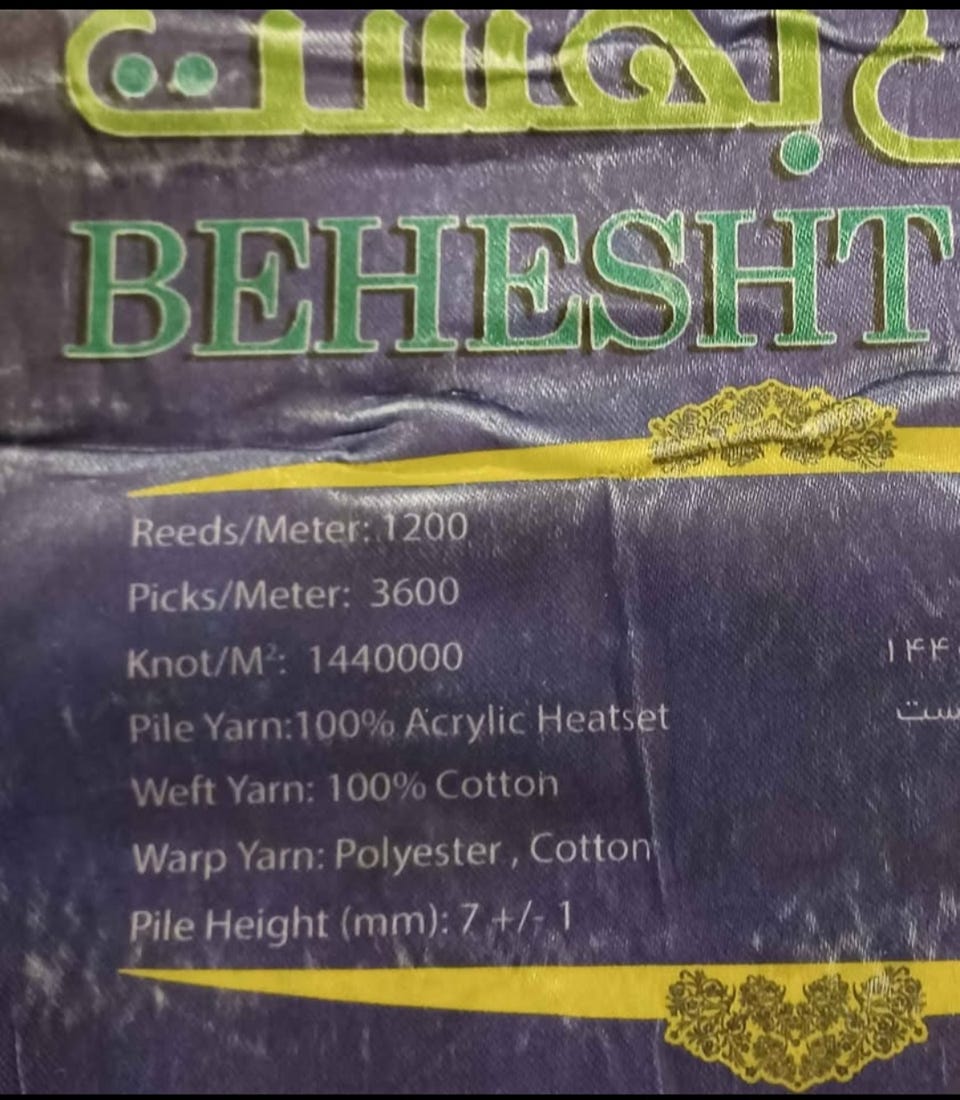 بهشت
BEHESHT
Reeds/Meter: 1200
Picks/Meter: 3600
Knot/M²: 1440000
Pile Yarn:100% Acrylic Heatset
Weft Yarn: 100% Cotton
Warp Yarn: Polyester , Cotton
Pile Height (mm): 7 +/- 1